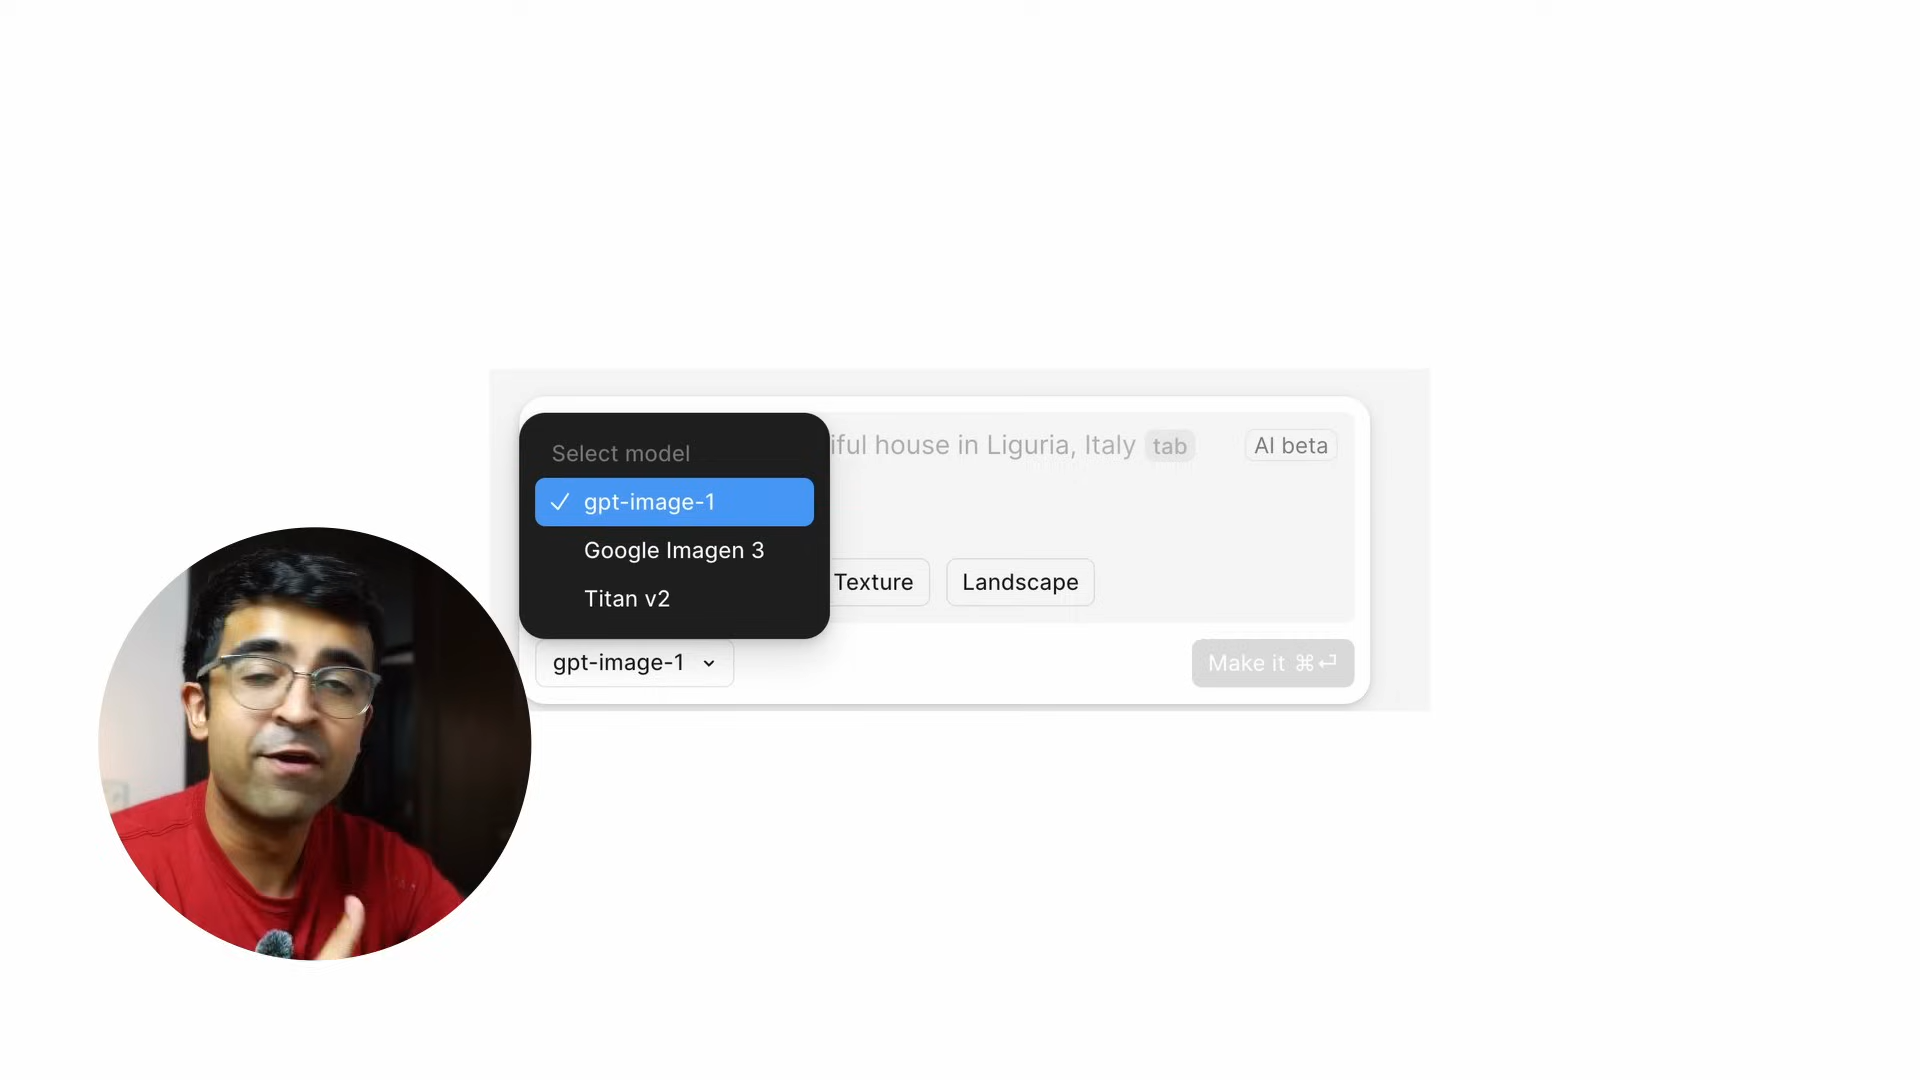 Select model
gpt-image-1
Google Imagen 3
Titan v2
house in Liguria, Italy tab
AI beta
Texture
Landscape
gpt-image-1
Make it ⌘⏎